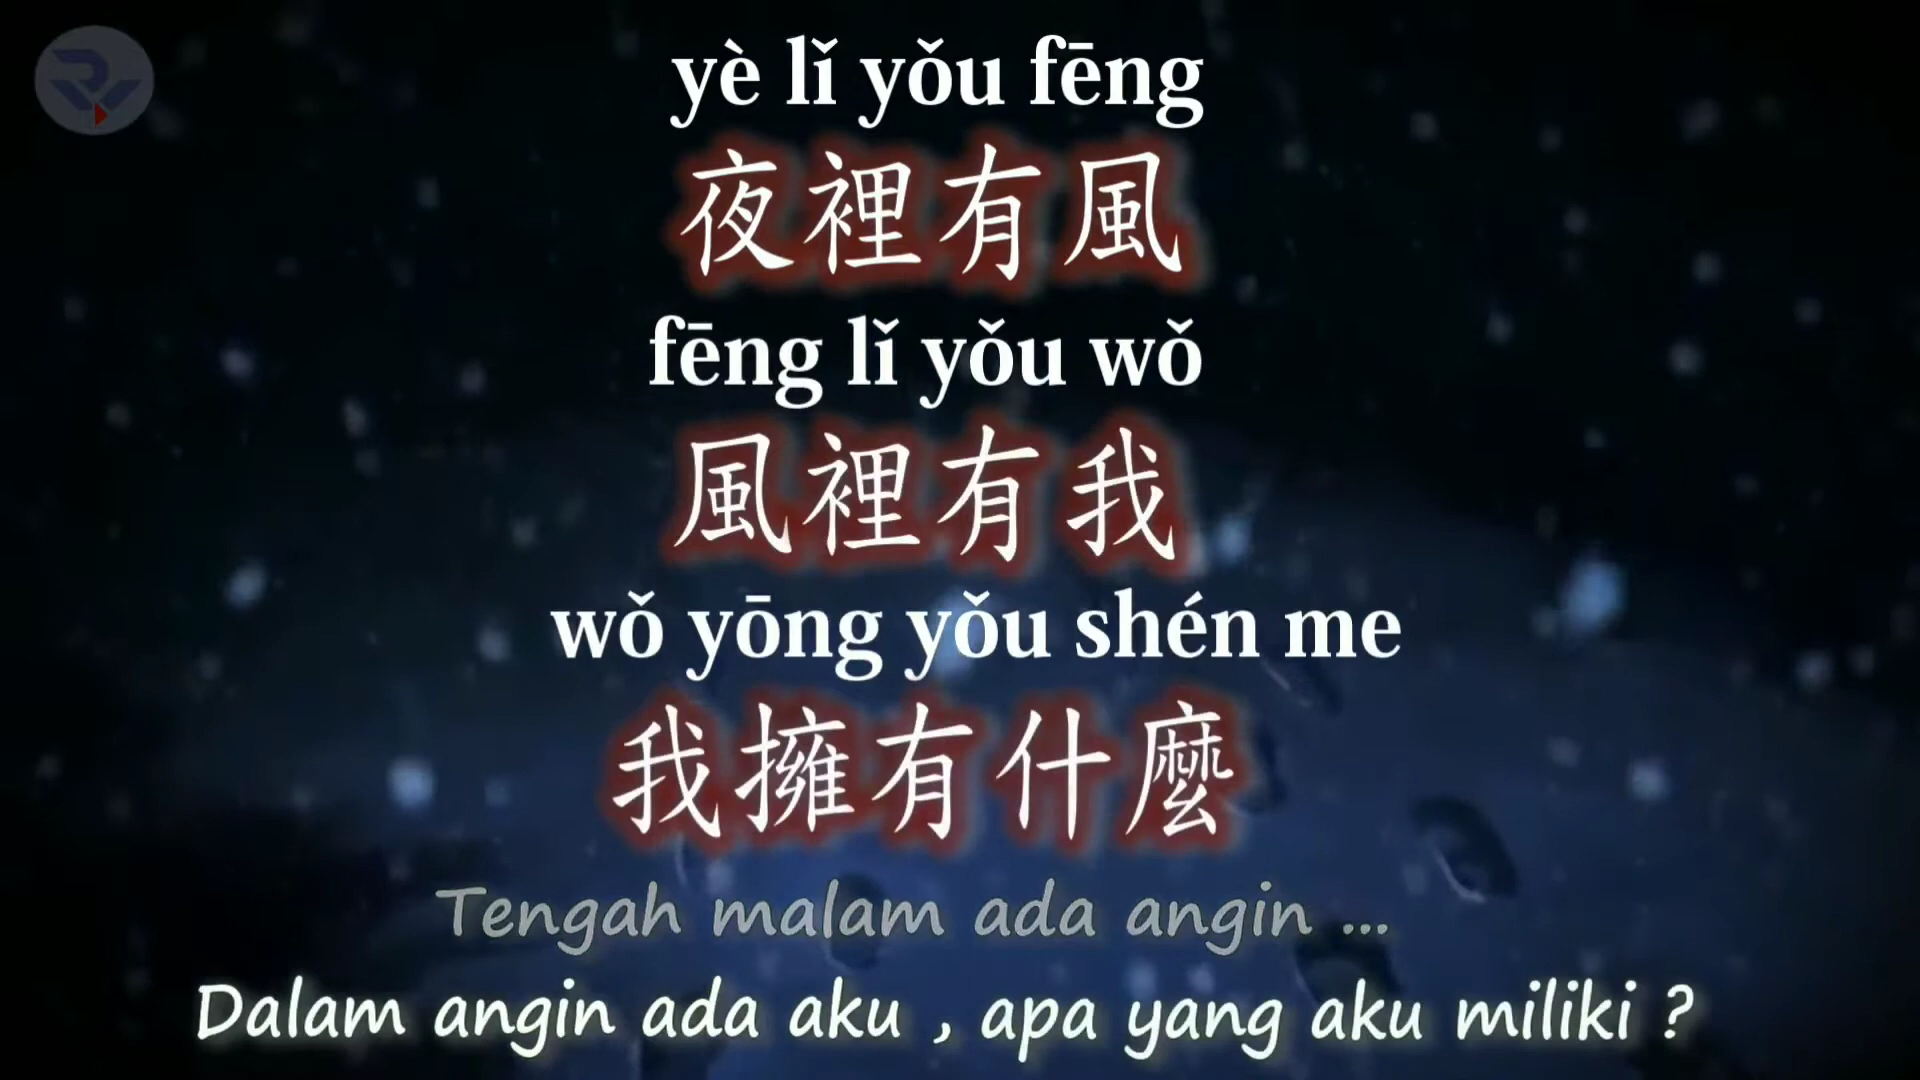 yè lǐ yǒu fēng
夜裡有風
fēng lǐ yǒu wǒ
風裡有我
wǒ yōng yǒu shén me
我擁有什麼
Tengah malam ada angin ...
Dalam angin ada aku , apa yang aku miliki ?